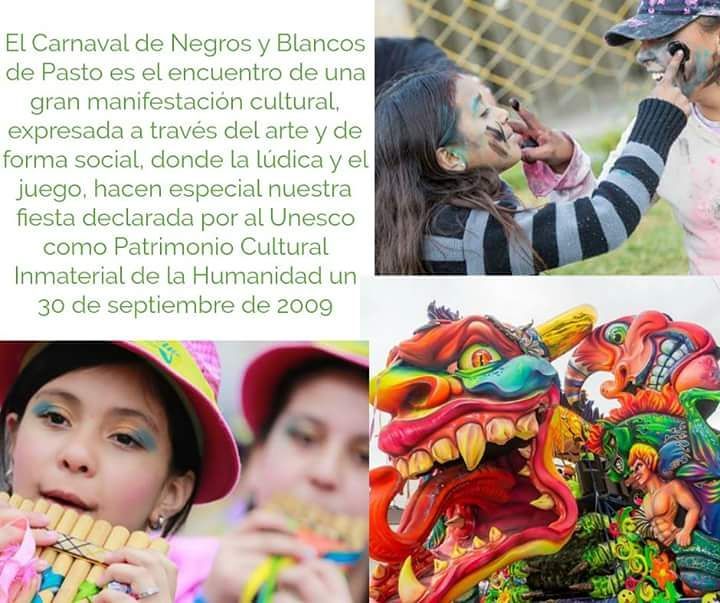 El Carnaval de Negros y Blancos
de Pasto es el encuentro de una
gran manifestación cultural,
expresada a través del arte y de
forma social, donde la lúdica y el
juego, hacen especial nuestra
fiesta declarada por al Unesco
como Patrimonio Cultural
Inmaterial de la Humanidad un
30 de septiembre de 2009